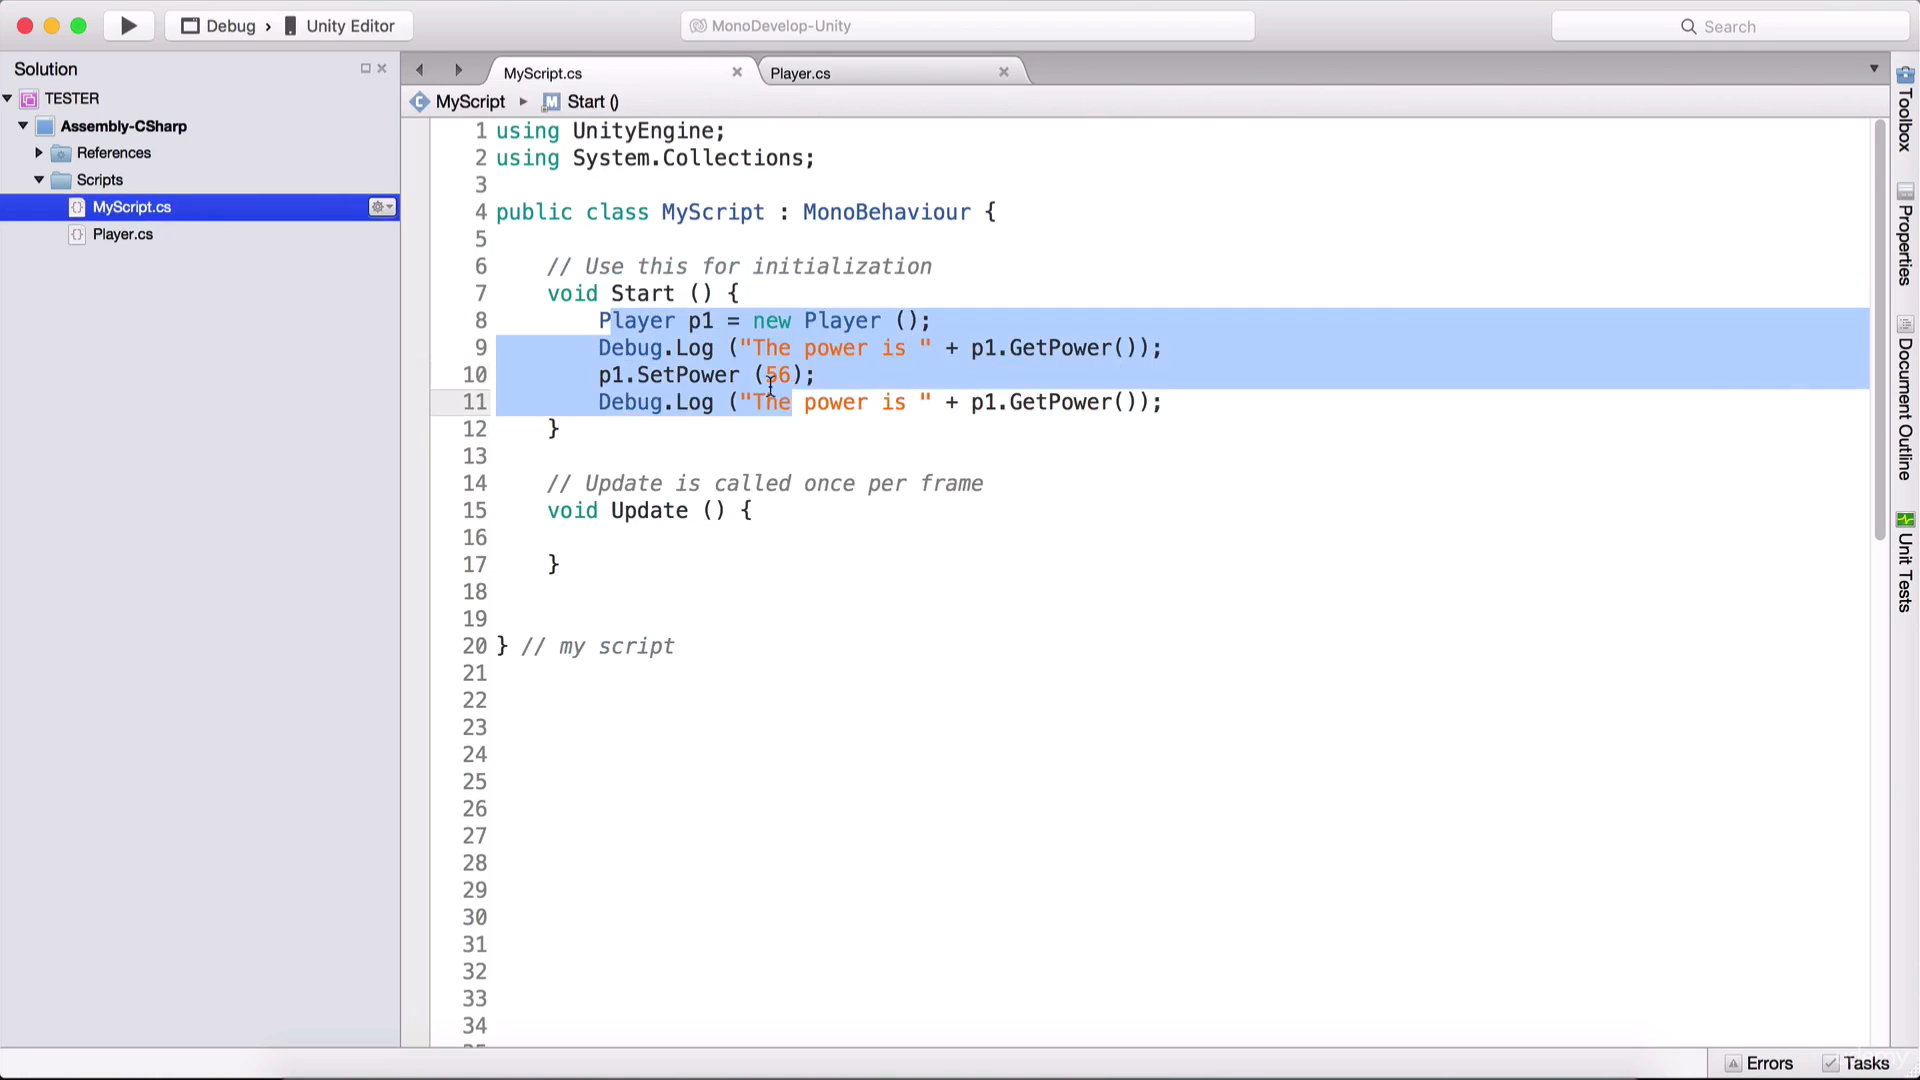 Debug › Unity Editor
MonoDevelop-Unity
Search
Solution
TESTER
Assembly-CSharp
References
Scripts
MyScript.cs
Player.cs
MyScript.cs
Player.cs
MyScript ▸ Start ()
1 using UnityEngine;
2 using System.Collections;
3
4 public class MyScript : MonoBehaviour {
5
6 // Use this for initialization
7 void Start () {
8 Player p1 = new Player ();
9 Debug.Log ("The power is " + p1.GetPower());
10 p1.SetPower (56);
11 Debug.Log ("The power is " + p1.GetPower());
12 }
13
14 // Update is called once per frame
15 void Update () {
16
17 }
18
19
20 } // my script
21
22
23
24
25
26
27
28
29
30
31
32
33
34
Toolbox
Properties
Document Outline
Unit Tests
Errors
Tasks